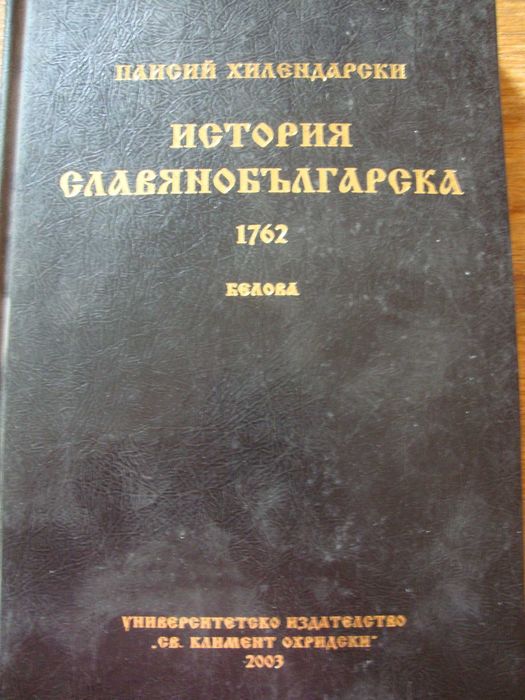 ПАИСИЙ ХИЛЕНДАРСКИ
ИСТОРИЯ
СЛАВЯНОБЪЛГАРСКА
1762
БЕЛОВА
УНИВЕРСИТЕТСКО ИЗДАТЕЛСТВО
„СВ. КЛИМЕНТ ОХРИДСКИ"
2003